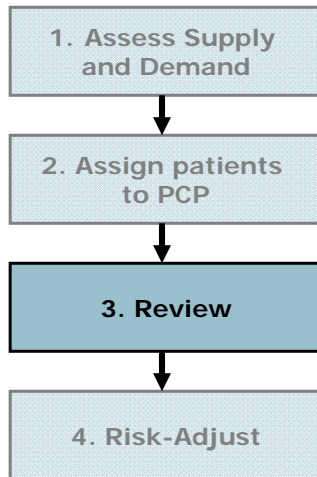 1. Assess Supply
and Demand
2. Assign patients
to PCP
3. Review
4. Risk-Adjust